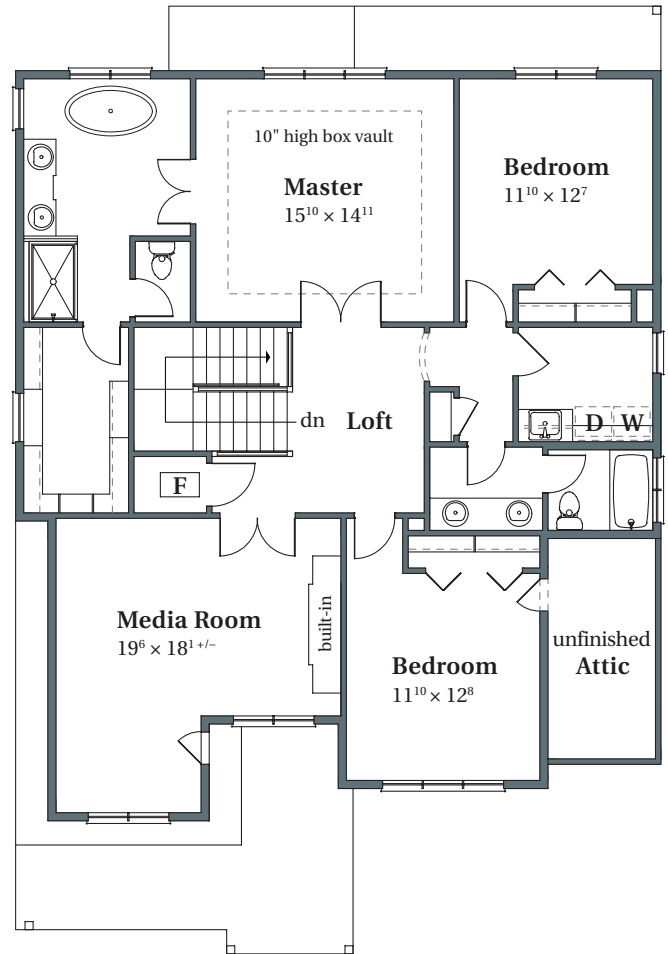 10" high box vault
Master
15¹⁰ × 14¹¹
Bedroom
11¹⁰ × 12⁷
dn
Loft
D W
F
Media Room
19⁶ × 18¹ ⁺/⁻
built-in
Bedroom
11¹⁰ × 12⁸
unfinished
Attic